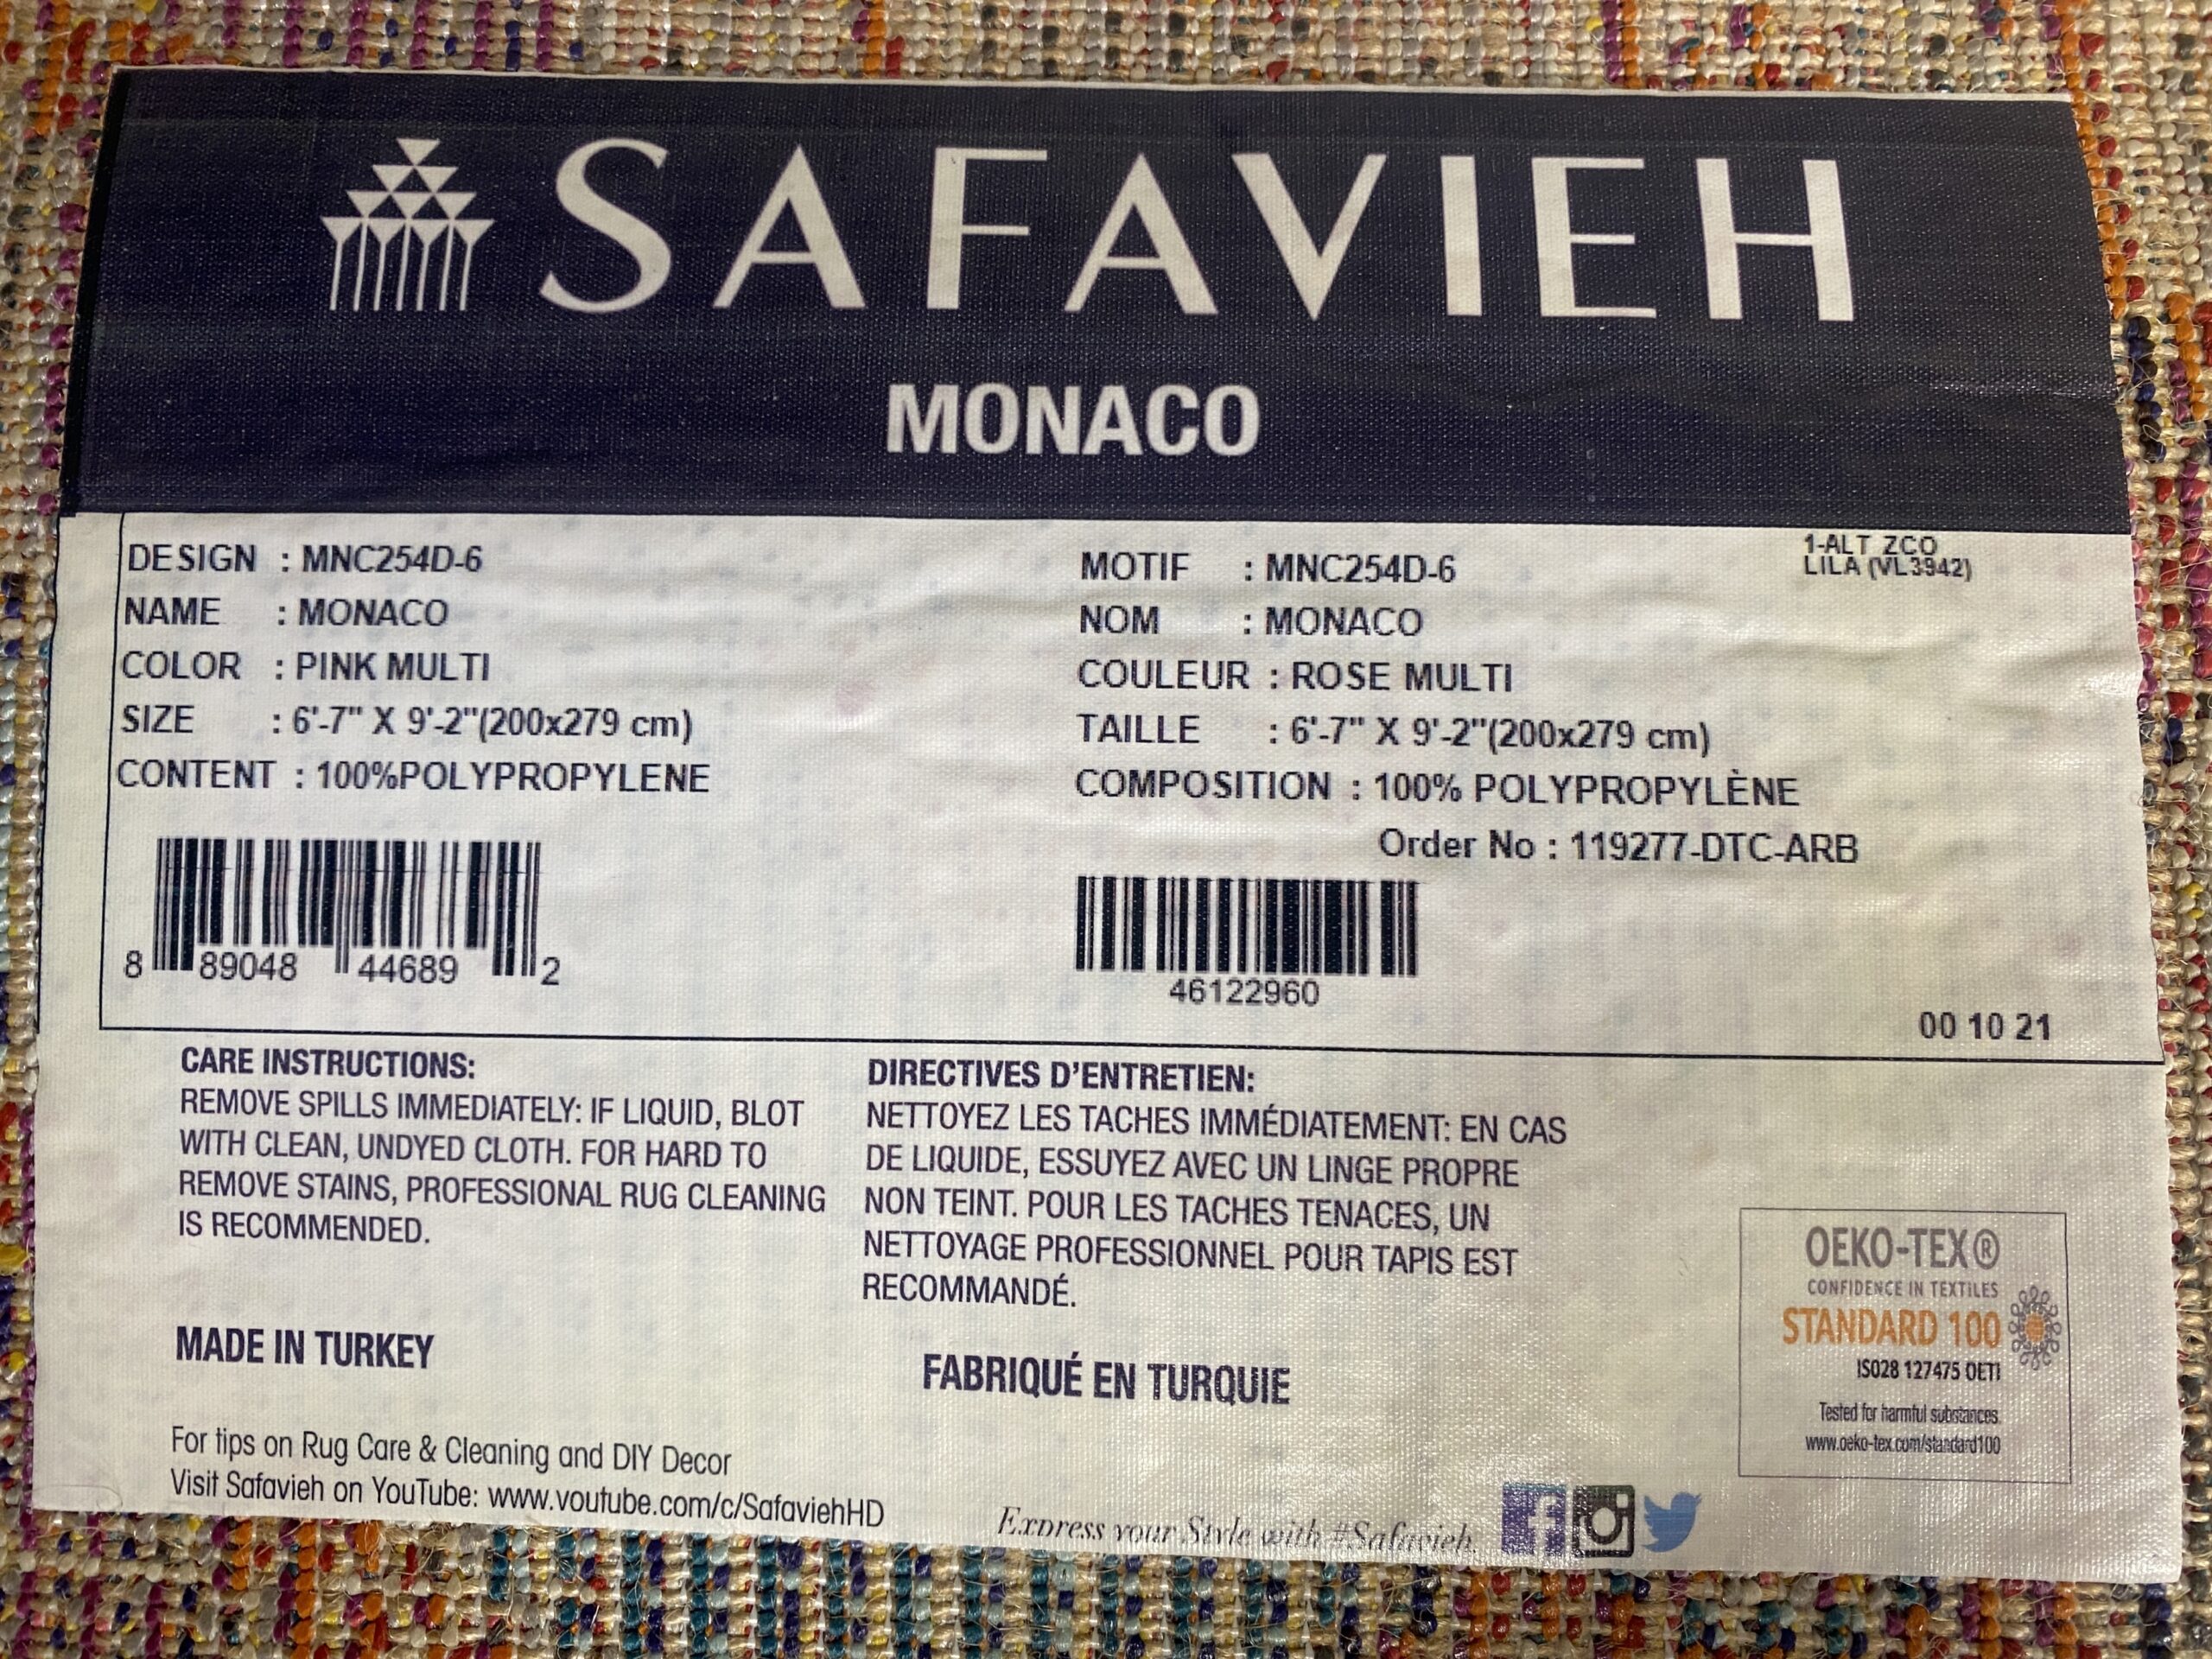 SAFAVIEH
MONACO
DESIGN : MNC254D-6
NAME : MONACO
COLOR : PINK MULTI
SIZE : 6'-7" X 9'-2"(200x279 cm)
CONTENT : 100%POLYPROPYLENE
8 89048 44689 2
MOTIF : MNC254D-6
NOM : MONACO
COULEUR : ROSE MULTI
TAILLE : 6'-7" X 9'-2"(200x279 cm)
COMPOSITION : 100% POLYPROPYLÈNE
Order No : 119277-DTC-ARB
46122960
1-ALT ZCO
LILA (VL3942)
00 10 21
CARE INSTRUCTIONS:
REMOVE SPILLS IMMEDIATELY: IF LIQUID, BLOT
WITH CLEAN, UNDYED CLOTH. FOR HARD TO
REMOVE STAINS, PROFESSIONAL RUG CLEANING
IS RECOMMENDED.
MADE IN TURKEY
DIRECTIVES D'ENTRETIEN:
NETTOYEZ LES TACHES IMMÉDIATEMENT: EN CAS
DE LIQUIDE, ESSUYEZ AVEC UN LINGE PROPRE
NON TEINT. POUR LES TACHES TENACES, UN
NETTOYAGE PROFESSIONNEL POUR TAPIS EST
RECOMMANDÉ.
FABRIQUÉ EN TURQUIE
OEKO-TEX®
CONFIDENCE IN TEXTILES
STANDARD 100
IS028 127475 OETI
Tested for harmful substances.
www.oeko-tex.com/standard100
For tips on Rug Care & Cleaning and DIY Decor
Visit Safavieh on YouTube: www.youtube.com/c/SafaviehHD
Express your Style with #Safavieh.